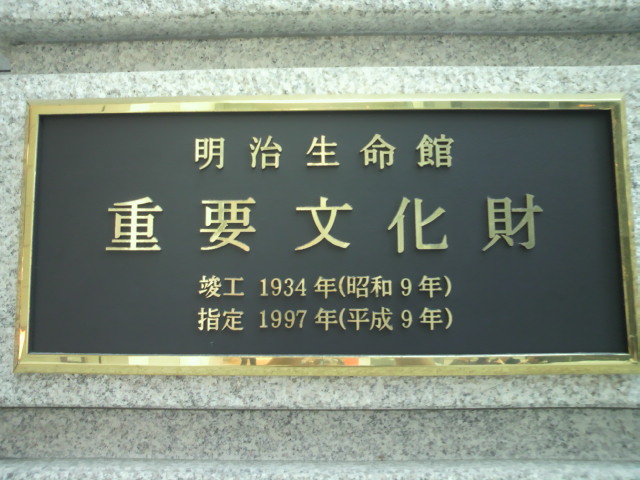 明治生命館
重要文化財
竣工 1934年(昭和9年)
指定 1997年(平成9年)